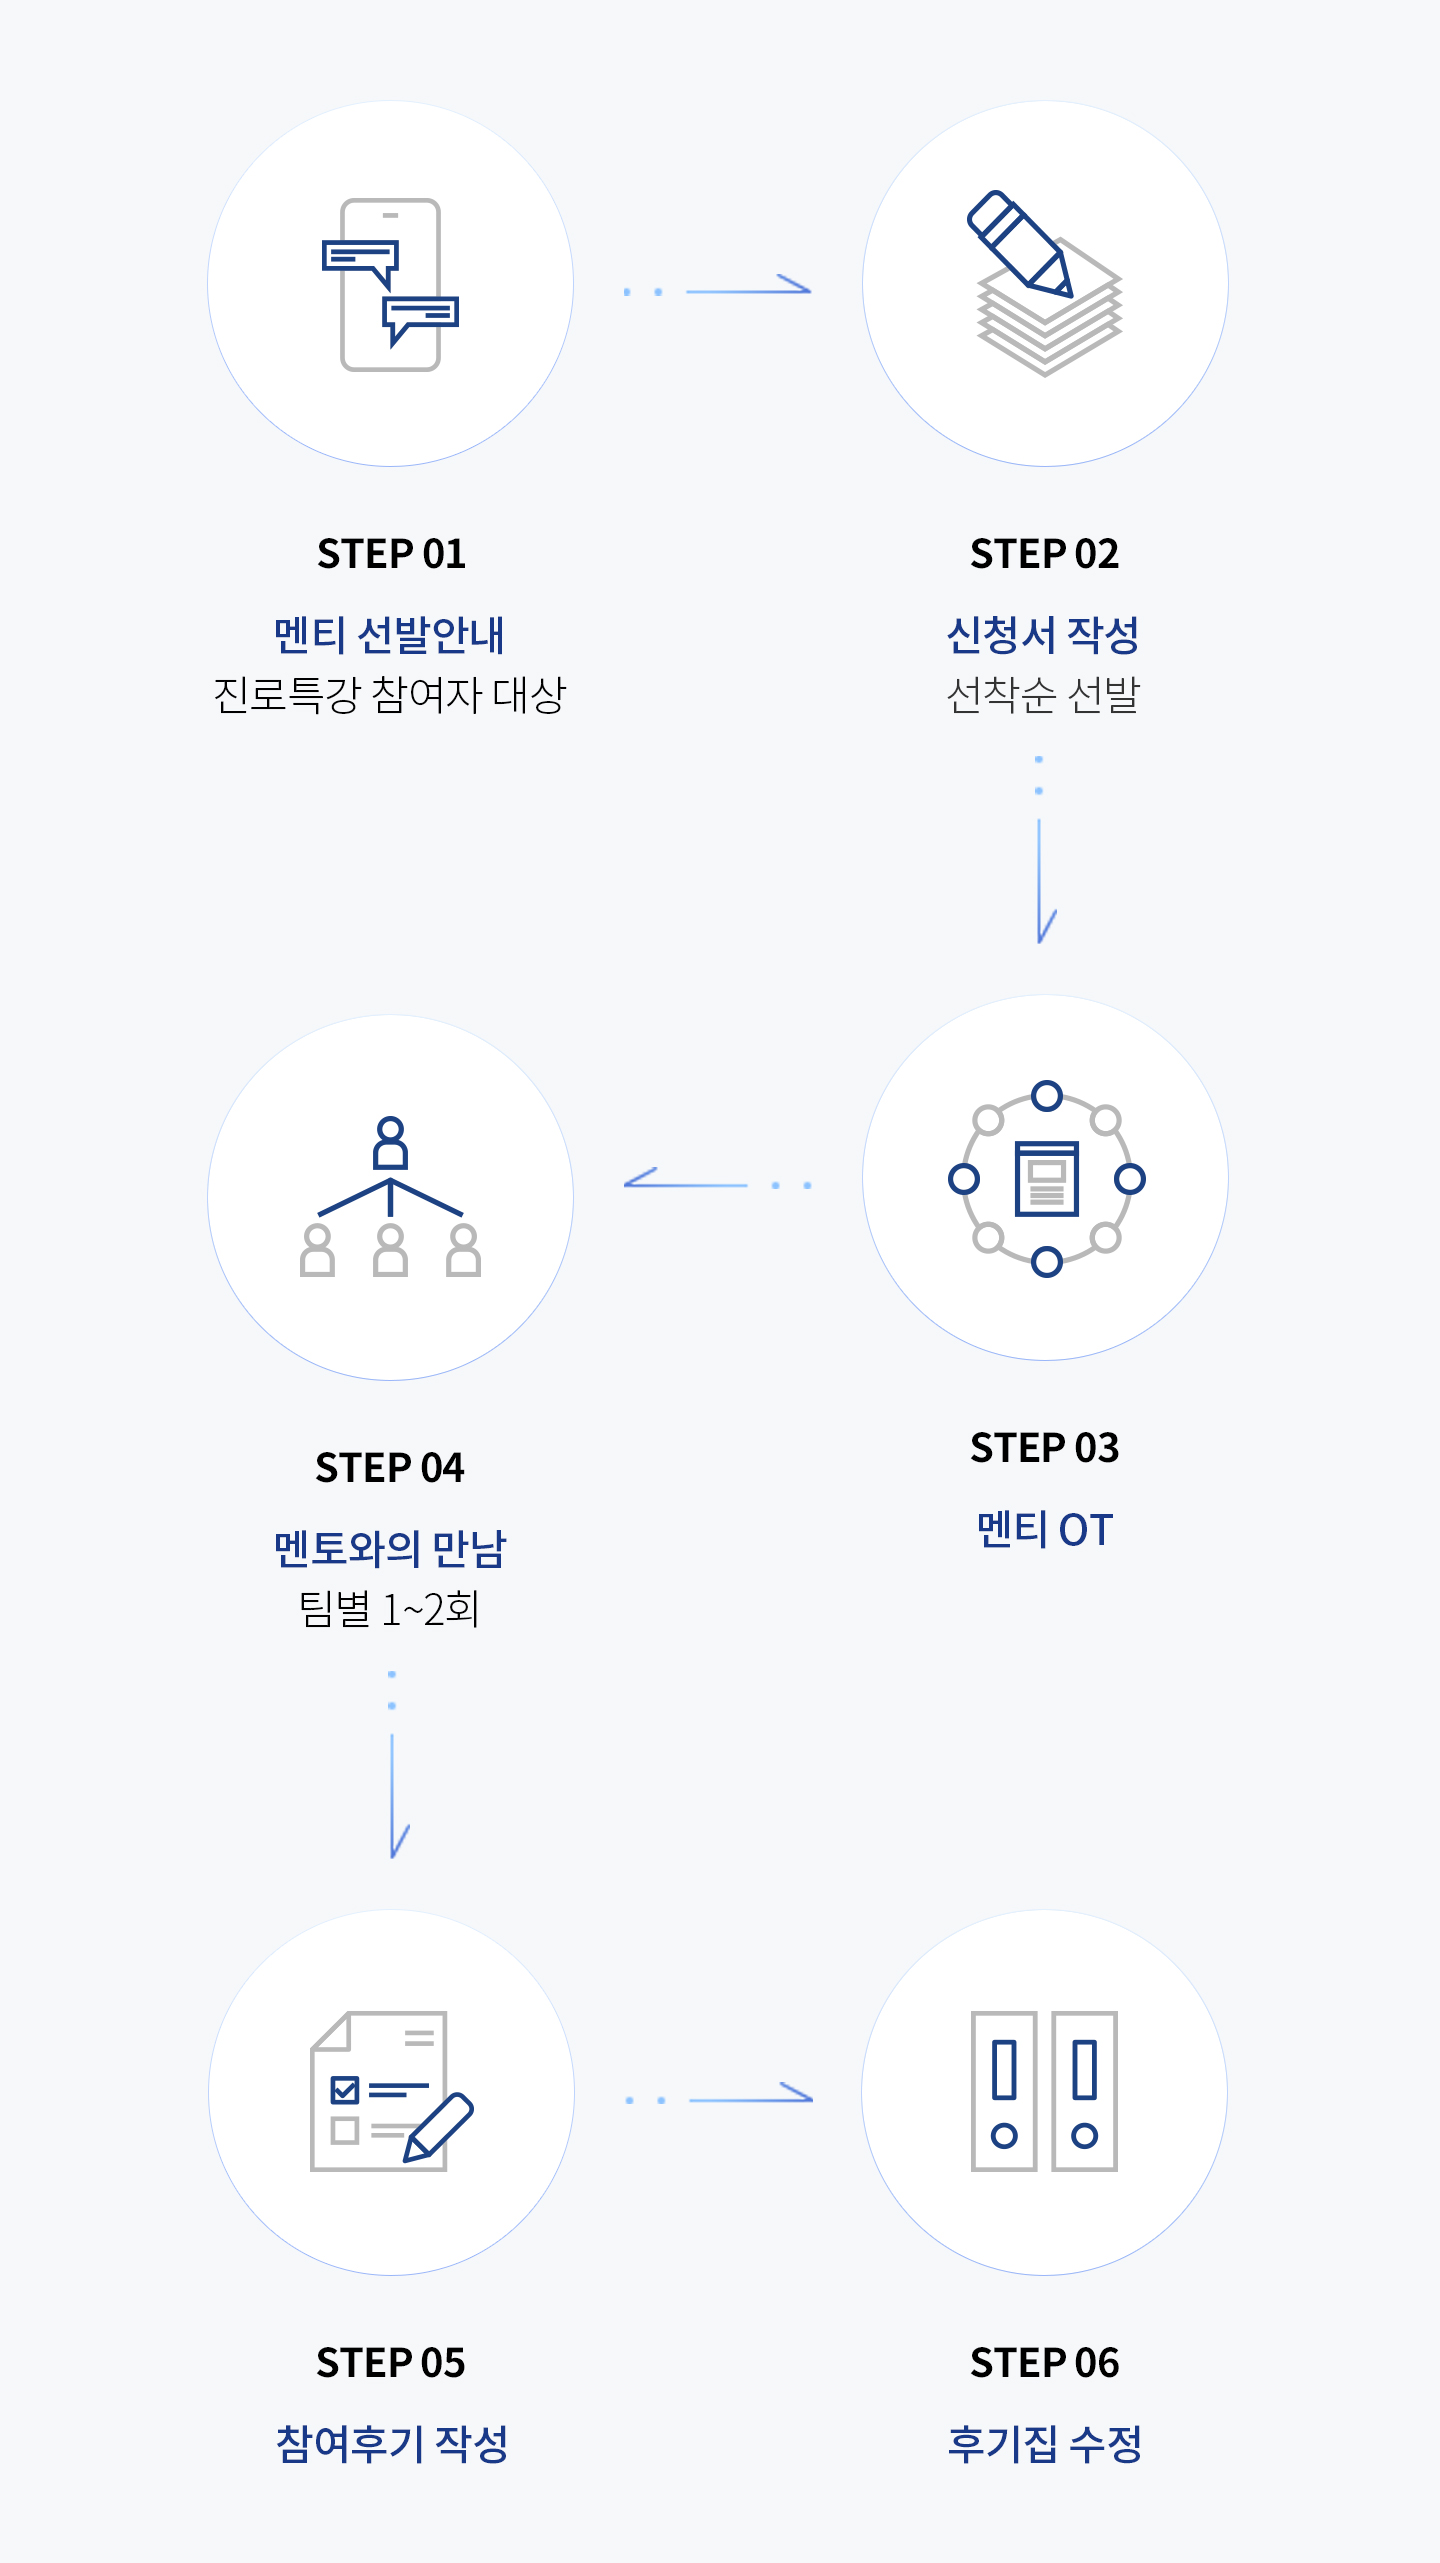 STEP 01
멘티 선발안내
진로특강 참여자 대상
STEP 02
신청서 작성
선착순 선발
STEP 03
멘티 OT
STEP 04
멘토와의 만남
팀별 1~2회
STEP 05
참여후기 작성
STEP 06
후기집 수정